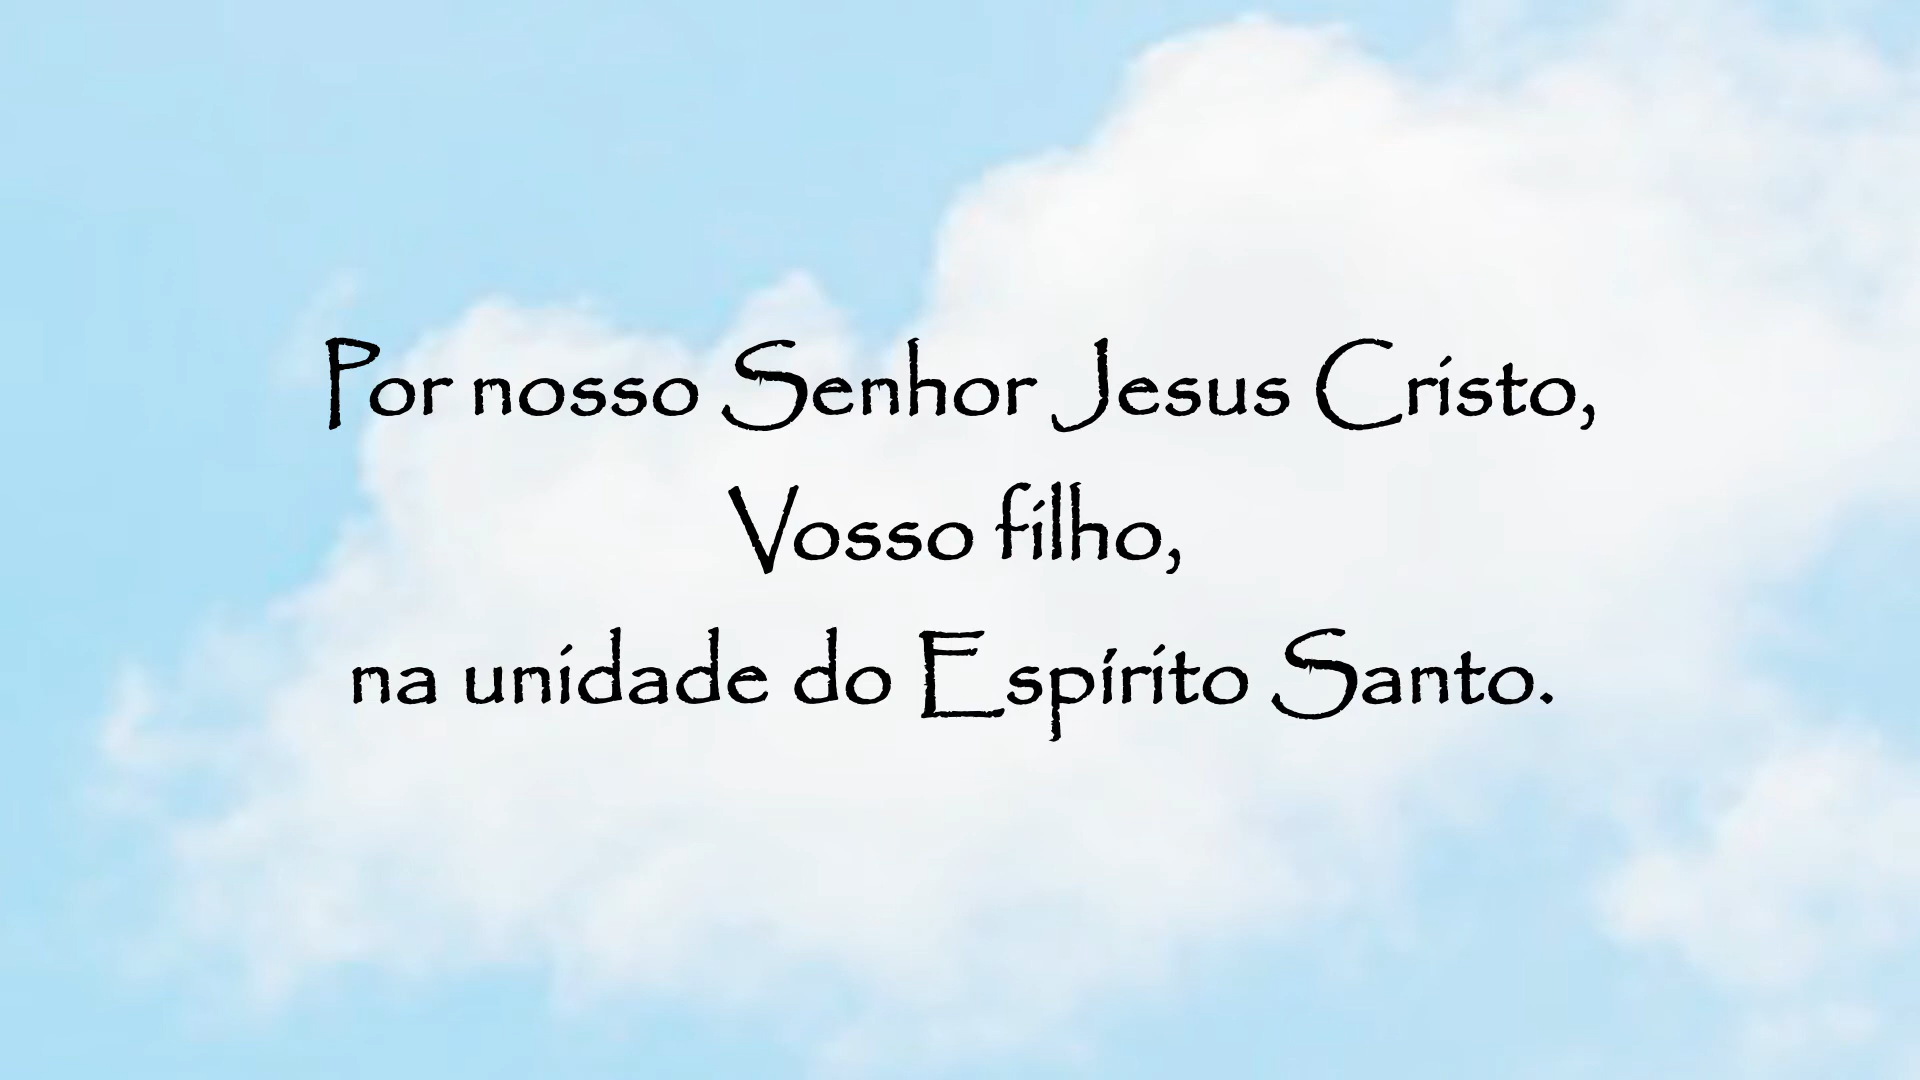 Por nosso Senhor Jesus Cristo,
Vosso filho,
na unidade do Espírito Santo.